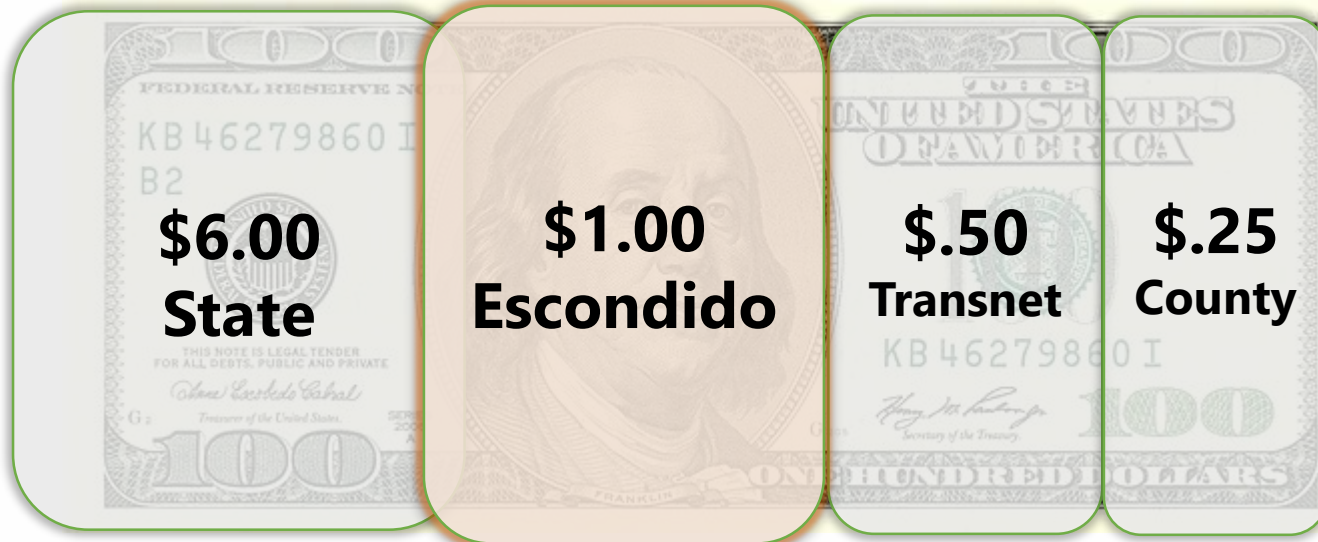 FEDERAL RESERVE NO
KB 46279860 I
B2
$6.00
State
THIS NOTE IS LEGAL TENDER
FOR ALL DEBTS, PUBLIC AND PRIVATE
Treasurer of the United States.
100
$1.00
Escondido
FRANKLIN
THE
UNITED STATES
OF AMERICA
$.50
Transnet
$.25
County
KB 46279860 I
Secretary of the Treasury.
100
ONE HUNDRED DOLLARS